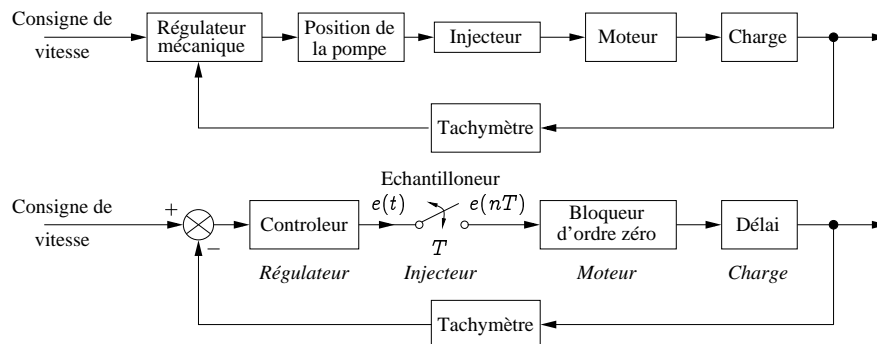 Consigne de
vitesse
Régulateur
mécanique
Position de
la pompe
Injecteur
Moteur
Charge
Tachymètre
Echantilloneur
Consigne de
vitesse
+
−
Controleur
e(t)
e(nT)
T
Bloqueur
d'ordre zéro
Délai
Régulateur
Injecteur
Moteur
Charge
Tachymètre